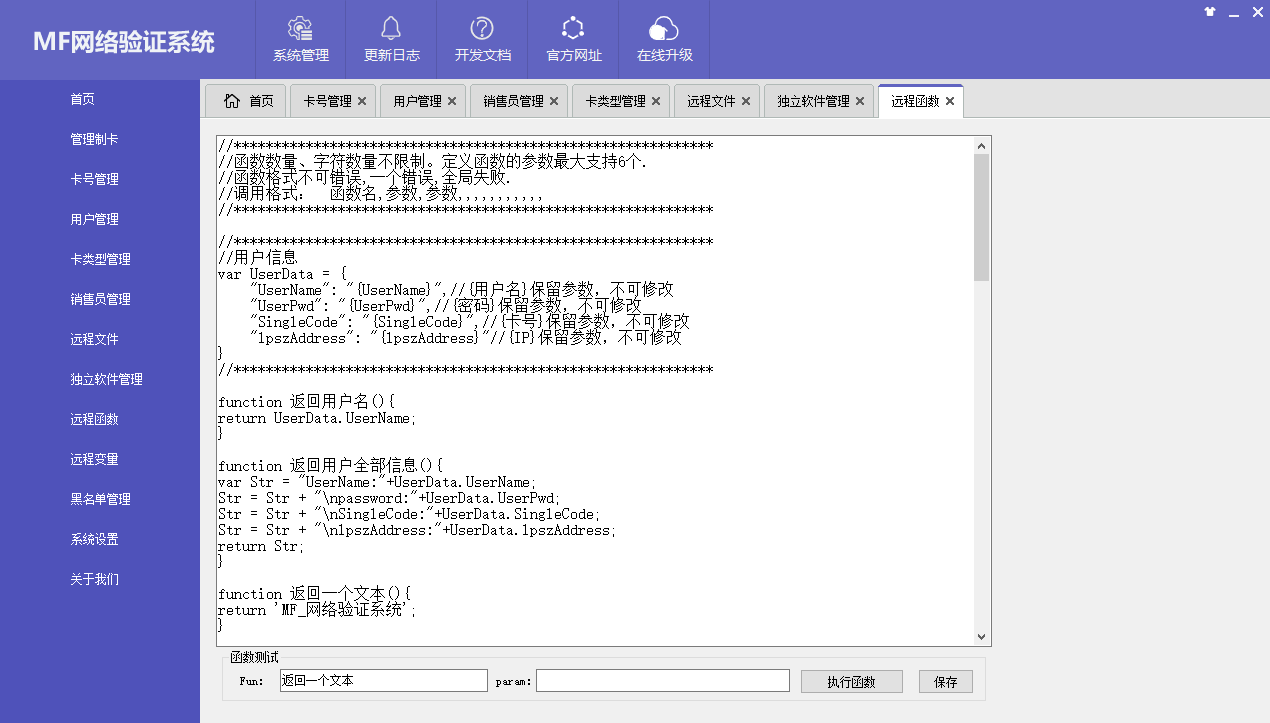 MF网络验证系统
系统管理
更新日志
开发文档
官方网址
在线升级
首页
管理制卡
卡号管理
用户管理
卡类型管理
销售员管理
远程文件
独立软件管理
远程函数
远程变量
黑名单管理
系统设置
关于我们
首页
卡号管理
用户管理
销售员管理
卡类型管理
远程文件
独立软件管理
远程函数
//************************************************************
//函数数量、字符数量不限制。定义函数的参数最大支持6个.
//函数格式不可错误,一个错误,全局失败.
//调用格式:  函数名,参数,参数,,,,,,,,,,,
//************************************************************
//************************************************************
//用户信息
var UserData = {
    "UserName": "{UserName}",//{用户名}保留参数，不可修改
    "UserPwd": "{UserPwd}",//{密码}保留参数，不可修改
    "SingleCode": "{SingleCode}",//{卡号}保留参数，不可修改
    "lpszAddress": "{lpszAddress}"//{IP}保留参数，不可修改
}
//************************************************************
function 返回用户名(){
return UserData.UserName;
}
function 返回用户全部信息(){
var Str = "UserName:"+UserData.UserName;
Str = Str + "\npassword:"+UserData.UserPwd;
Str = Str + "\nSingleCode:"+UserData.SingleCode;
Str = Str + "\nlpszAddress:"+UserData.lpszAddress;
return Str;
}
function 返回一个文本(){
return 'MF_网络验证系统';
}
函数测试
Fun: 返回一个文本 param: 执行函数 保存